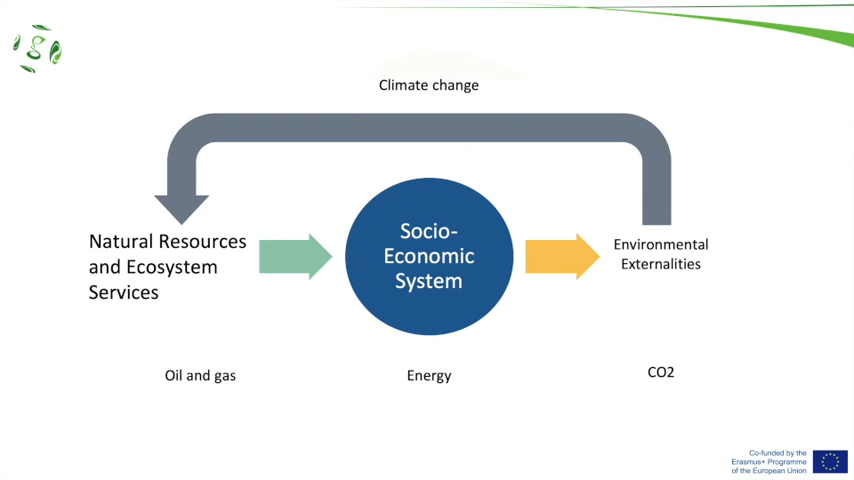 Climate change
Natural Resources
and Ecosystem
Services
Socio-
Economic
System
Environmental
Externalities
Oil and gas
Energy
CO2
Co-funded by the
Erasmus+ Programme
of the European Union